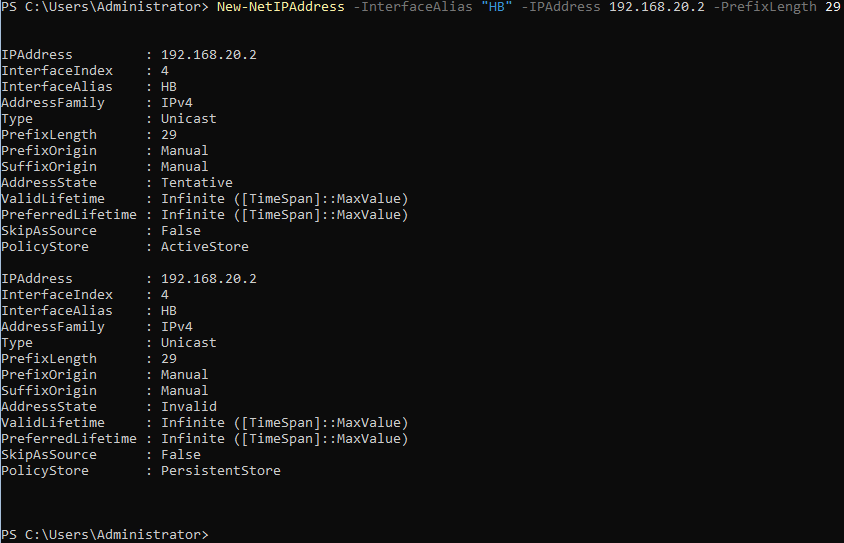 PS C:\Users\Administrator> New-NetIPAddress -InterfaceAlias "HB" -IPAddress 192.168.20.2 -PrefixLength 29
IPAddress         : 192.168.20.2
InterfaceIndex    : 4
InterfaceAlias    : HB
AddressFamily     : IPv4
Type              : Unicast
PrefixLength      : 29
PrefixOrigin      : Manual
SuffixOrigin      : Manual
AddressState      : Tentative
ValidLifetime     : Infinite ([TimeSpan]::MaxValue)
PreferredLifetime : Infinite ([TimeSpan]::MaxValue)
SkipAsSource      : False
PolicyStore       : ActiveStore
IPAddress         : 192.168.20.2
InterfaceIndex    : 4
InterfaceAlias    : HB
AddressFamily     : IPv4
Type              : Unicast
PrefixLength      : 29
PrefixOrigin      : Manual
SuffixOrigin      : Manual
AddressState      : Invalid
ValidLifetime     : Infinite ([TimeSpan]::MaxValue)
PreferredLifetime : Infinite ([TimeSpan]::MaxValue)
SkipAsSource      : False
PolicyStore       : PersistentStore
PS C:\Users\Administrator>